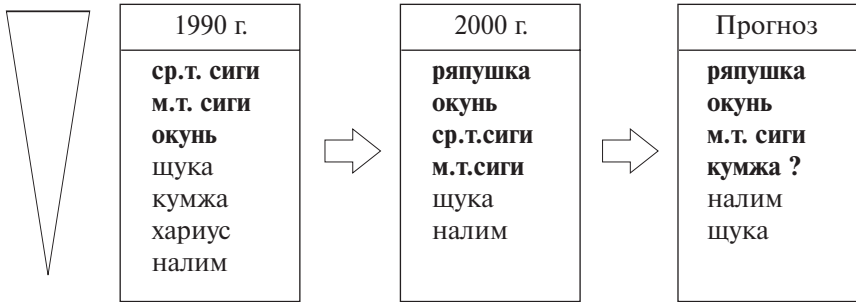 1990 г.
ср.т. сиги
м.т. сиги
окунь
щука
кумжа
хариус
налим
2000 г.
ряпушка
окунь
ср.т.сиги
м.т.сиги
щука
налим
Прогноз
ряпушка
окунь
м.т. сиги
кумжа ?
налим
щука